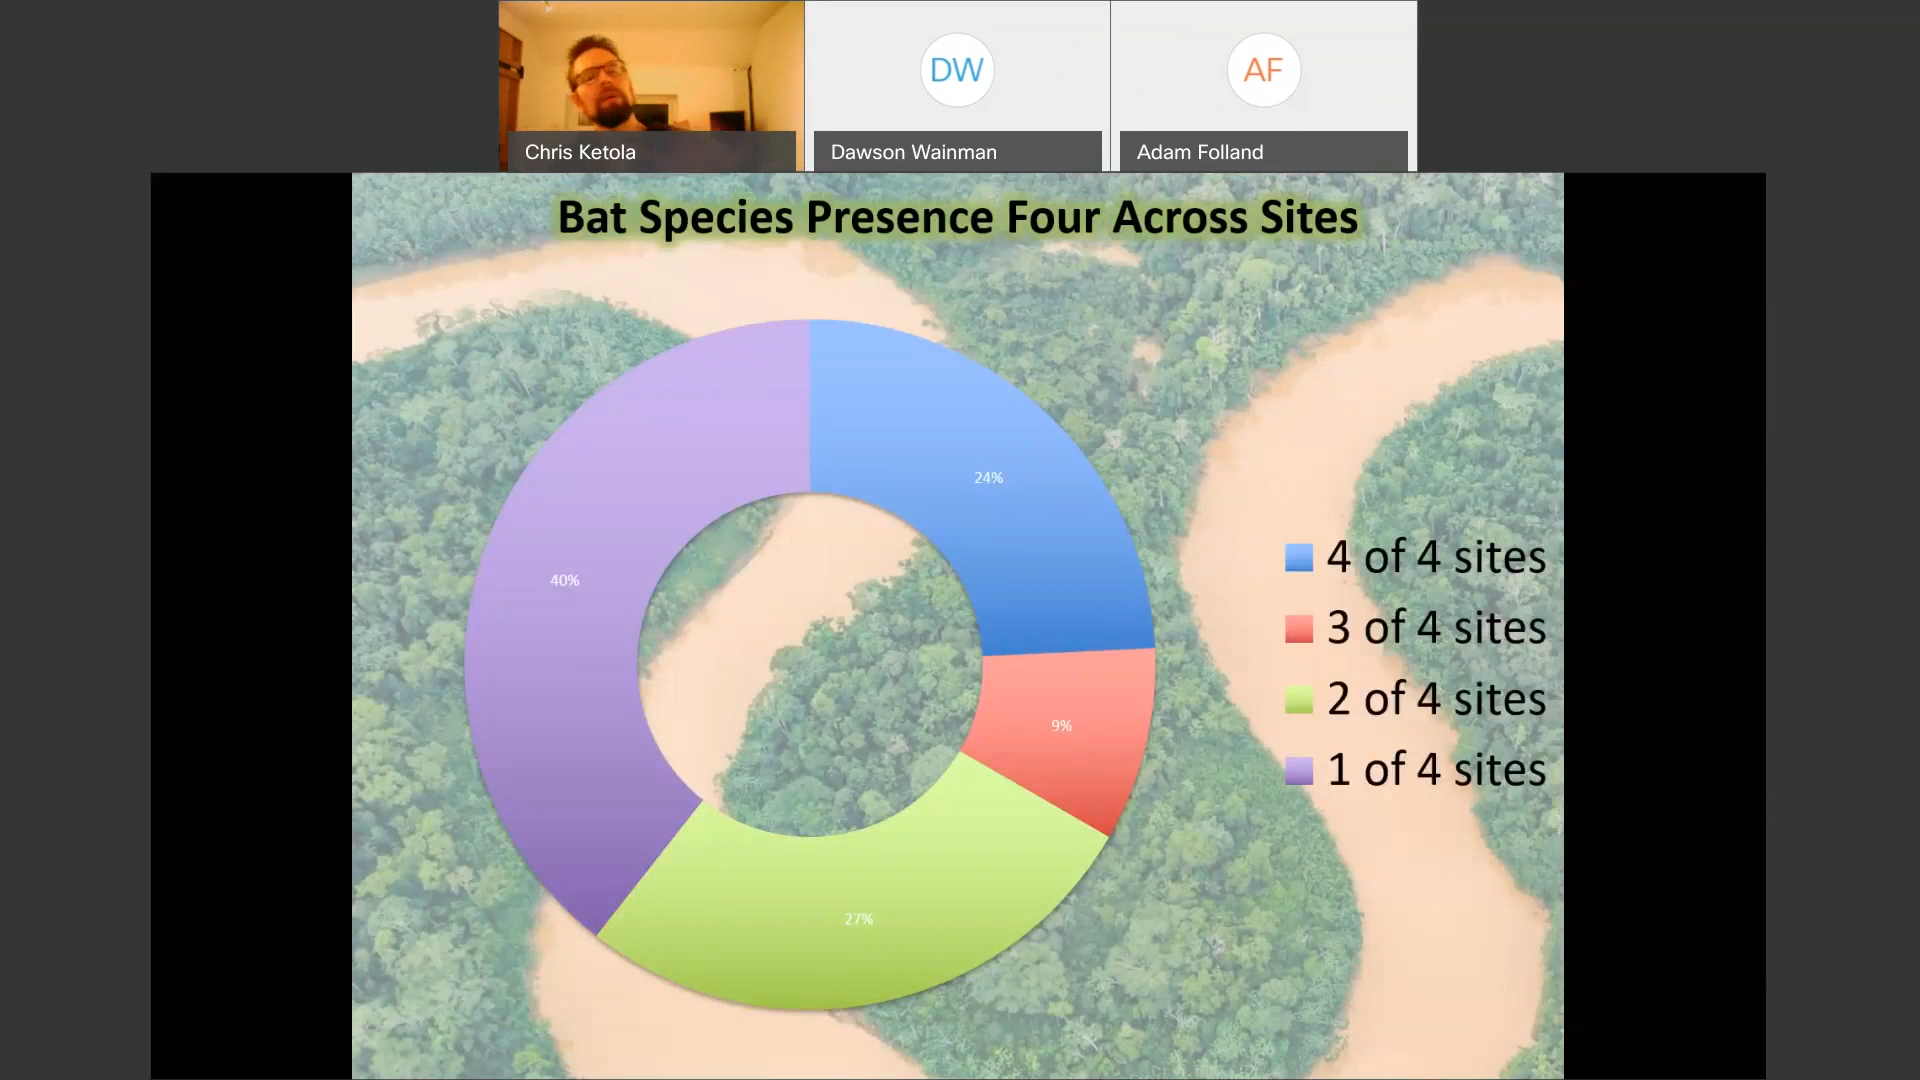 DW
AF
Chris Ketola
Dawson Wainman
Adam Folland
Bat Species Presence Four Across Sites
24%
40%
9%
27%
4 of 4 sites
3 of 4 sites
2 of 4 sites
1 of 4 sites